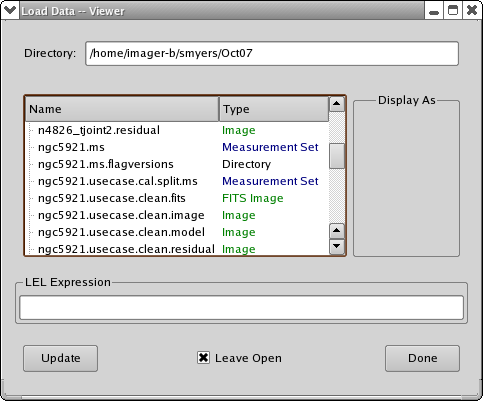 Load Data -- Viewer
Directory: /home/imager-b/smyers/Oct07
Name Type Display As
n4826_tjoint2.residual Image
ngc5921.ms Measurement Set
ngc5921.ms.flagversions Directory
ngc5921.usecase.cal.split.ms Measurement Set
ngc5921.usecase.clean.fits FITS Image
ngc5921.usecase.clean.image Image
ngc5921.usecase.clean.model Image
ngc5921.usecase.clean.residual Image
LEL Expression
Update Leave Open Done